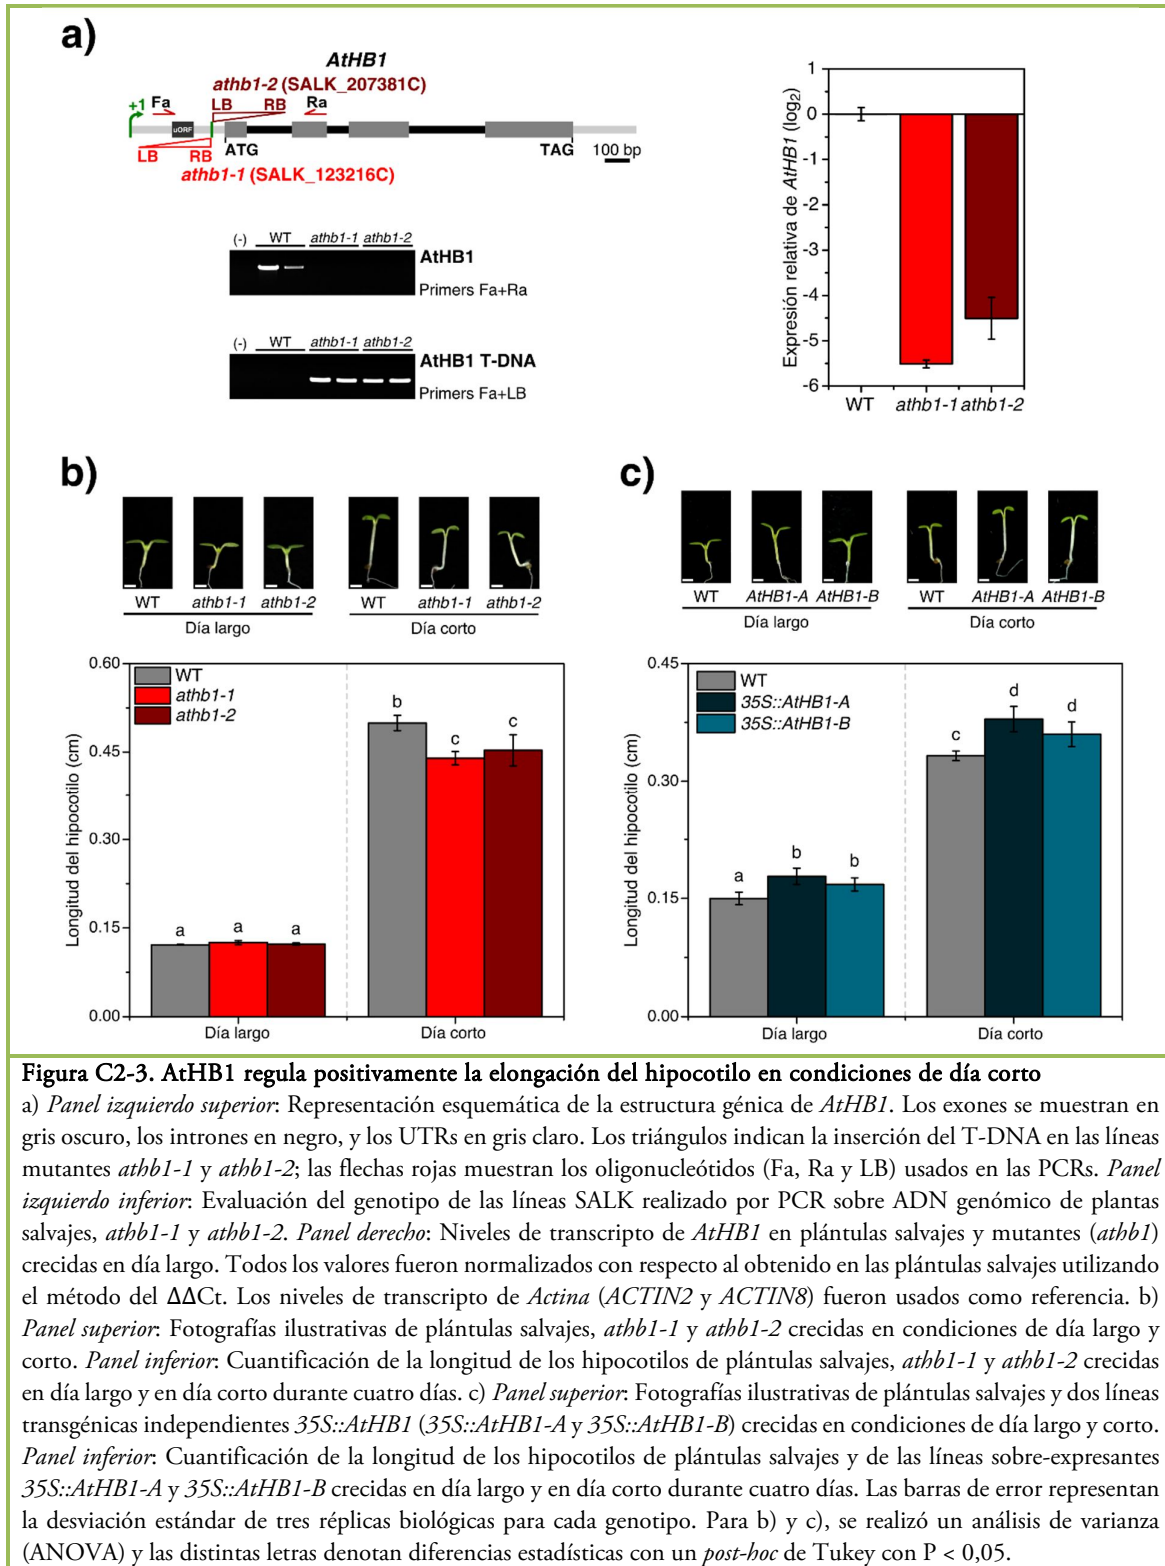 a)
AtHB1
athb1-2 (SALK_207381C)
+1 Fa LB RB Ra
uORF
LB RB ATG TAG 100 bp
athb1-1 (SALK_123216C)
(-) WT athb1-1 athb1-2
AtHB1
Primers Fa+Ra
(-) WT athb1-1 athb1-2
AtHB1 T-DNA
Primers Fa+LB
Expresión relativa de AtHB1 (log2)
1
0
-1
-2
-3
-4
-5
-6
WT athb1-1 athb1-2
b)
WT athb1-1 athb1-2 WT athb1-1 athb1-2
Día largo Día corto
Longitud del hipocotilo (cm)
0.60
0.45
0.30
0.15
0.00
WT
athb1-1
athb1-2
a a a b c c
Día largo Día corto
c)
WT AtHB1-A AtHB1-B WT AtHB1-A AtHB1-B
Día largo Día corto
Longitud del hipocotilo (cm)
0.45
0.30
0.15
0.00
WT
35S::AtHB1-A
35S::AtHB1-B
a b b c d d
Día largo Día corto
Figura C2-3. AtHB1 regula positivamente la elongación del hipocotilo en condiciones de día corto
a) Panel izquierdo superior: Representación esquemática de la estructura génica de AtHB1. Los exones se muestran en
gris oscuro, los intrones en negro, y los UTRs en gris claro. Los triángulos indican la inserción del T-DNA en las líneas
mutantes athb1-1 y athb1-2; las flechas rojas muestran los oligonucleótidos (Fa, Ra y LB) usados en las PCRs. Panel
izquierdo inferior: Evaluación del genotipo de las líneas SALK realizado por PCR sobre ADN genómico de plantas
salvajes, athb1-1 y athb1-2. Panel derecho: Niveles de transcripto de AtHB1 en plántulas salvajes y mutantes (athb1)
crecidas en día largo. Todos los valores fueron normalizados con respecto al obtenido en las plántulas salvajes utilizando
el método del ΔΔCt. Los niveles de transcripto de Actina (ACTIN2 y ACTIN8) fueron usados como referencia. b)
Panel superior: Fotografías ilustrativas de plántulas salvajes, athb1-1 y athb1-2 crecidas en condiciones de día largo y
corto. Panel inferior: Cuantificación de la longitud de los hipocotilos de plántulas salvajes, athb1-1 y athb1-2 crecidas
en día largo y en día corto durante cuatro días. c) Panel superior: Fotografías ilustrativas de plántulas salvajes y dos líneas
transgénicas independientes 35S::AtHB1 (35S::AtHB1-A y 35S::AtHB1-B) crecidas en condiciones de día largo y corto.
Panel inferior: Cuantificación de la longitud de los hipocotilos de plántulas salvajes y de las líneas sobre-expresantes
35S::AtHB1-A y 35S::AtHB1-B crecidas en día largo y en día corto durante cuatro días. Las barras de error representan
la desviación estándar de tres réplicas biológicas para cada genotipo. Para b) y c), se realizó un análisis de varianza
(ANOVA) y las distintas letras denotan diferencias estadísticas con un post-hoc de Tukey con P < 0,05.